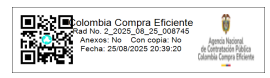 Colombia Compra Eficiente
Rad No. 2_2025_08_25_008745
Anexos: No Con copia: No
Fecha: 25/08/2025 20:39:20
Agencia Nacional
de Contratación Pública
Colombia Compra Eficiente